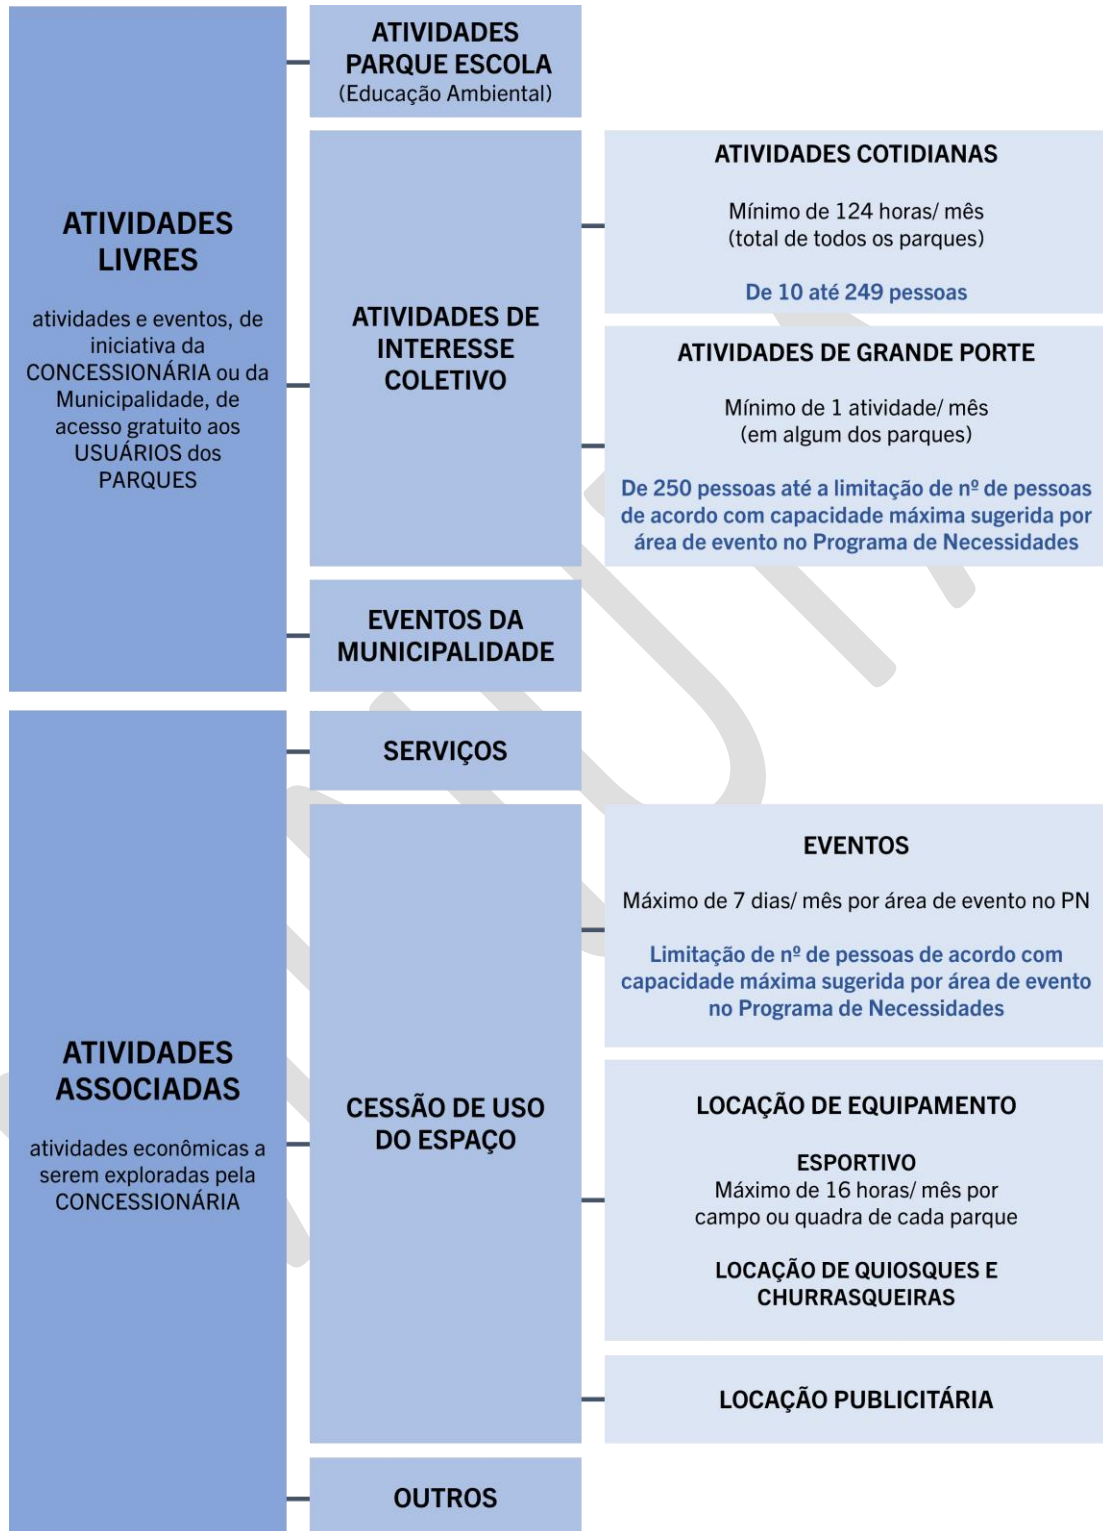 ATIVIDADES
LIVRES
atividades e eventos, de
iniciativa da
CONCESSIONÁRIA ou da
Municipalidade, de
acesso gratuito aos
USUÁRIOS dos
PARQUES
ATIVIDADES
PARQUE ESCOLA
(Educação Ambiental)
ATIVIDADES DE
INTERESSE
COLETIVO
ATIVIDADES COTIDIANAS
Mínimo de 124 horas/ mês
(total de todos os parques)
De 10 até 249 pessoas
ATIVIDADES DE GRANDE PORTE
Mínimo de 1 atividade/ mês
(em algum dos parques)
De 250 pessoas até a limitação de nº de pessoas
de acordo com capacidade máxima sugerida por
área de evento no Programa de Necessidades
EVENTOS DA
MUNICIPALIDADE
ATIVIDADES
ASSOCIADAS
atividades econômicas a
serem exploradas pela
CONCESSIONÁRIA
SERVIÇOS
CESSÃO DE USO
DO ESPAÇO
EVENTOS
Máximo de 7 dias/ mês por área de evento no PN
Limitação de nº de pessoas de acordo com
capacidade máxima sugerida por área de evento
no Programa de Necessidades
LOCAÇÃO DE EQUIPAMENTO
ESPORTIVO
Máximo de 16 horas/ mês por
campo ou quadra de cada parque
LOCAÇÃO DE QUIOSQUES E
CHURRASQUEIRAS
LOCAÇÃO PUBLICITÁRIA
OUTROS